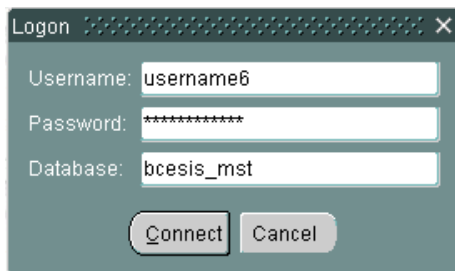 Logon
Username: username6
Password: ************
Database: bcesis_mst
Connect Cancel